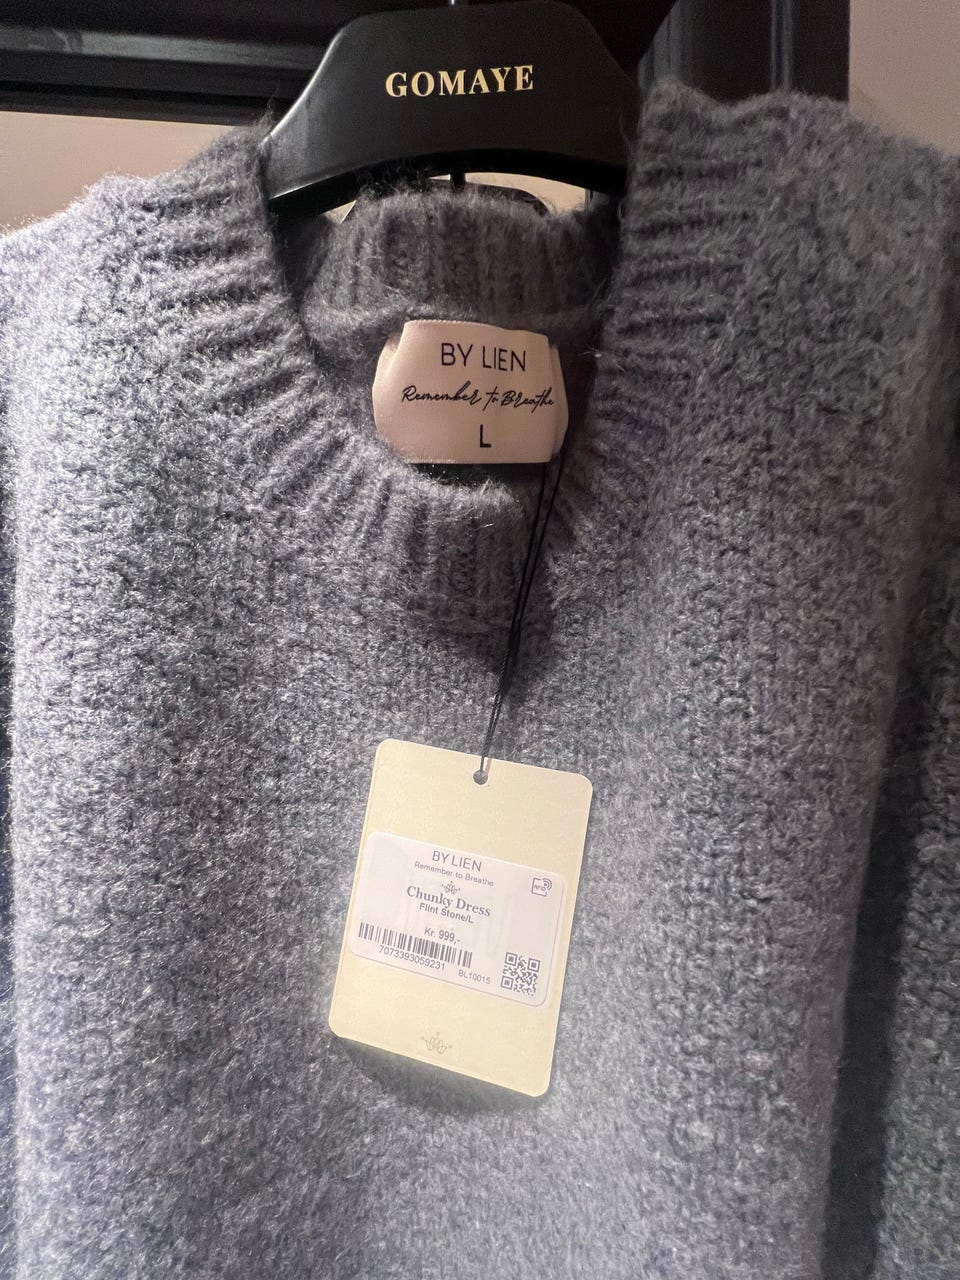 GOMAYE
BY LIEN
Remember to Breathe
L
BY LIEN
Remember to Breathe
RFID
Chunky Dress
Flint Stone/L
Kr. 999,-
7073393059231
BL10015